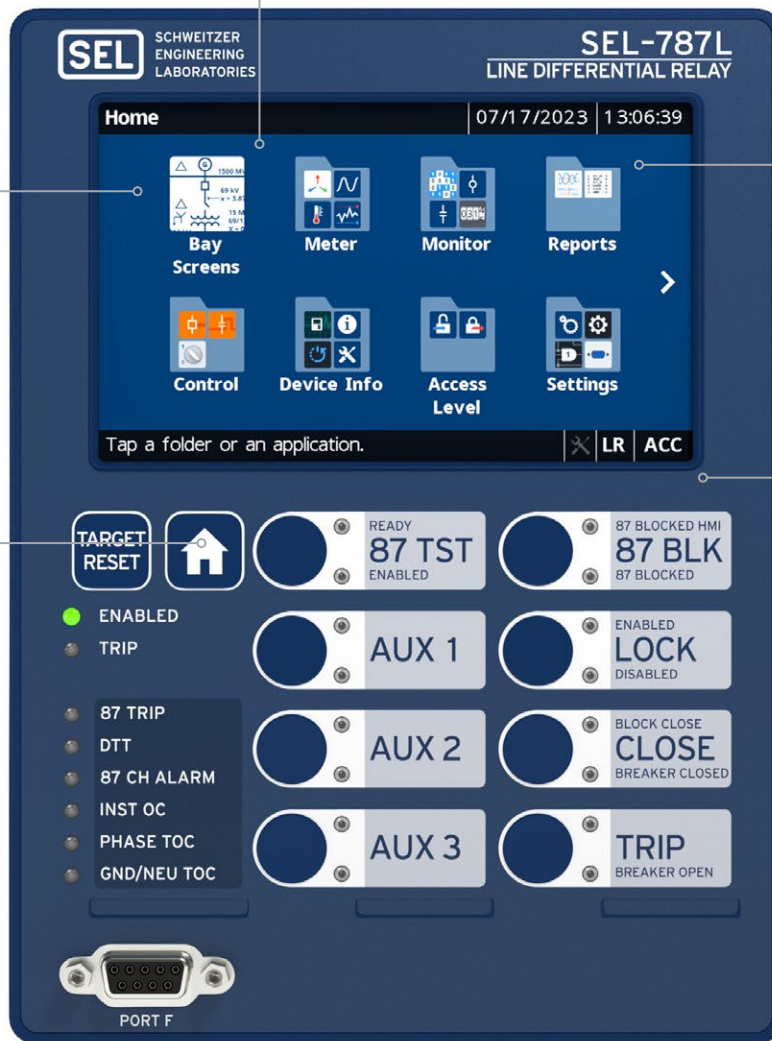 SEL
SCHWEITZER
ENGINEERING
LABORATORIES
SEL-787L
LINE DIFFERENTIAL RELAY
Home 07/17/2023 13:06:39
G
1500
69 kV
15 M
Bay
Screens
Meter
Monitor
Reports
Control
Device Info
Access
Level
Settings
Tap a folder or an application. LR ACC
TARGET
RESET
READY
87 TST
ENABLED
87 BLOCKED HMI
87 BLK
87 BLOCKED
ENABLED
TRIP
AUX 1
ENABLED
LOCK
DISABLED
87 TRIP
DTT
87 CH ALARM
INST OC
PHASE TOC
GND/NEU TOC
AUX 2
BLOCK CLOSE
CLOSE
BREAKER CLOSED
AUX 3
TRIP
BREAKER OPEN
PORT F